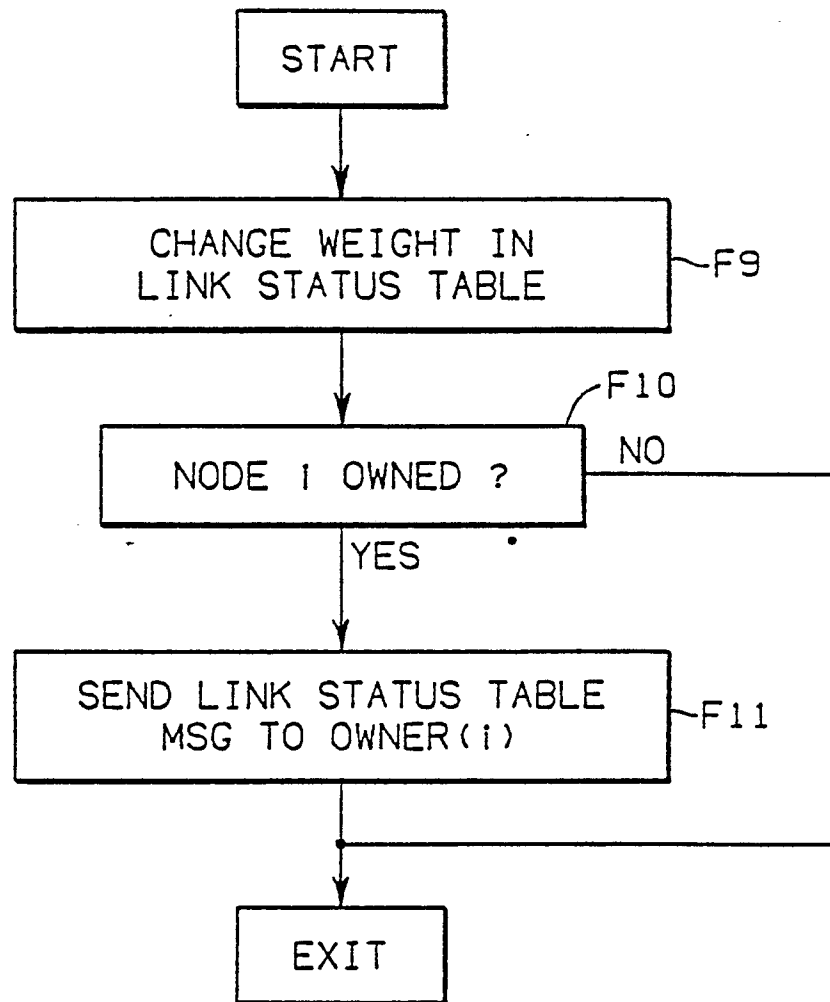 START
CHANGE WEIGHT IN
LINK STATUS TABLE
F9
F10
NODE i OWNED ?
NO
YES
SEND LINK STATUS TABLE
MSG TO OWNER(i)
F11
EXIT